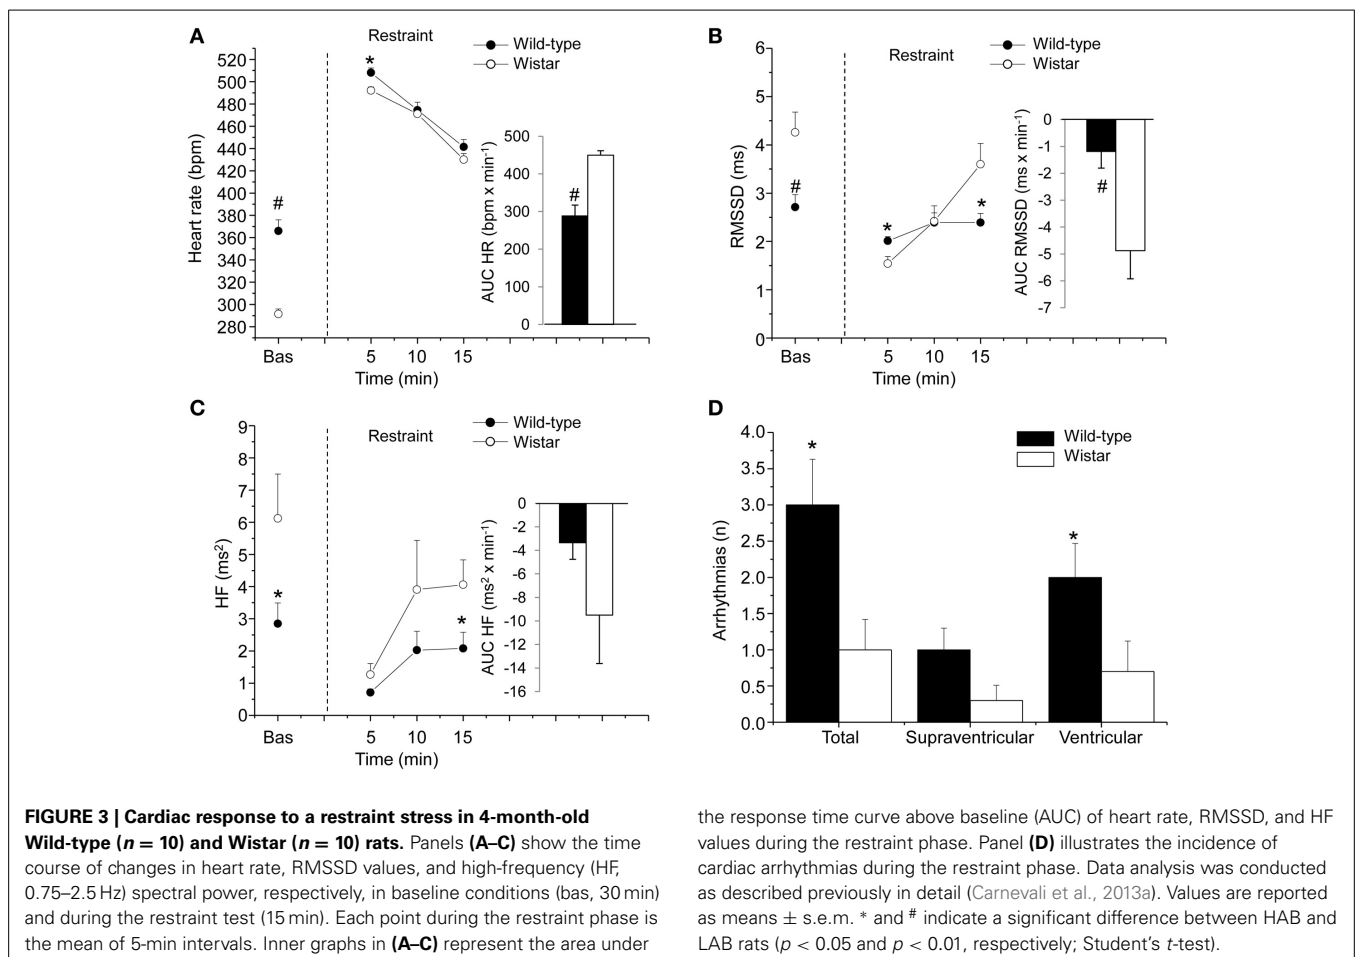 A
Restraint
Wild-type
Wistar
520
500
480
460
440
420
400
380
360
340
320
300
280
Heart rate (bpm)
*
#
Bas
5
10
15
Time (min)
500
400
300
200
100
0
AUC HR (bpm x min-1)
#
B
Restraint
Wild-type
Wistar
6
5
4
3
2
1
0
RMSSD (ms)
#
*
*
Bas
5
10
15
Time (min)
0
-1
-2
-3
-4
-5
-6
-7
AUC RMSSD (ms x min-1)
#
C
Restraint
Wild-type
Wistar
9
8
7
6
5
4
3
2
1
0
HF (ms2)
*
*
Bas
5
10
15
Time (min)
0
-2
-4
-6
-8
-10
-12
-14
-16
AUC HF (ms2 x min-1)
D
Wild-type
Wistar
4.0
3.5
3.0
2.5
2.0
1.5
1.0
0.5
0.0
Arrhythmias (n)
*
*
Total
Supraventricular
Ventricular
FIGURE 3 | Cardiac response to a restraint stress in 4-month-old
Wild-type (n = 10) and Wistar (n = 10) rats. Panels (A–C) show the time
course of changes in heart rate, RMSSD values, and high-frequency (HF,
0.75–2.5 Hz) spectral power, respectively, in baseline conditions (bas, 30 min)
and during the restraint test (15 min). Each point during the restraint phase is
the mean of 5-min intervals. Inner graphs in (A–C) represent the area under
the response time curve above baseline (AUC) of heart rate, RMSSD, and HF
values during the restraint phase. Panel (D) illustrates the incidence of
cardiac arrhythmias during the restraint phase. Data analysis was conducted
as described previously in detail (Carnevali et al., 2013a). Values are reported
as means ± s.e.m. * and # indicate a significant difference between HAB and
LAB rats (p < 0.05 and p < 0.01, respectively; Student's t-test).